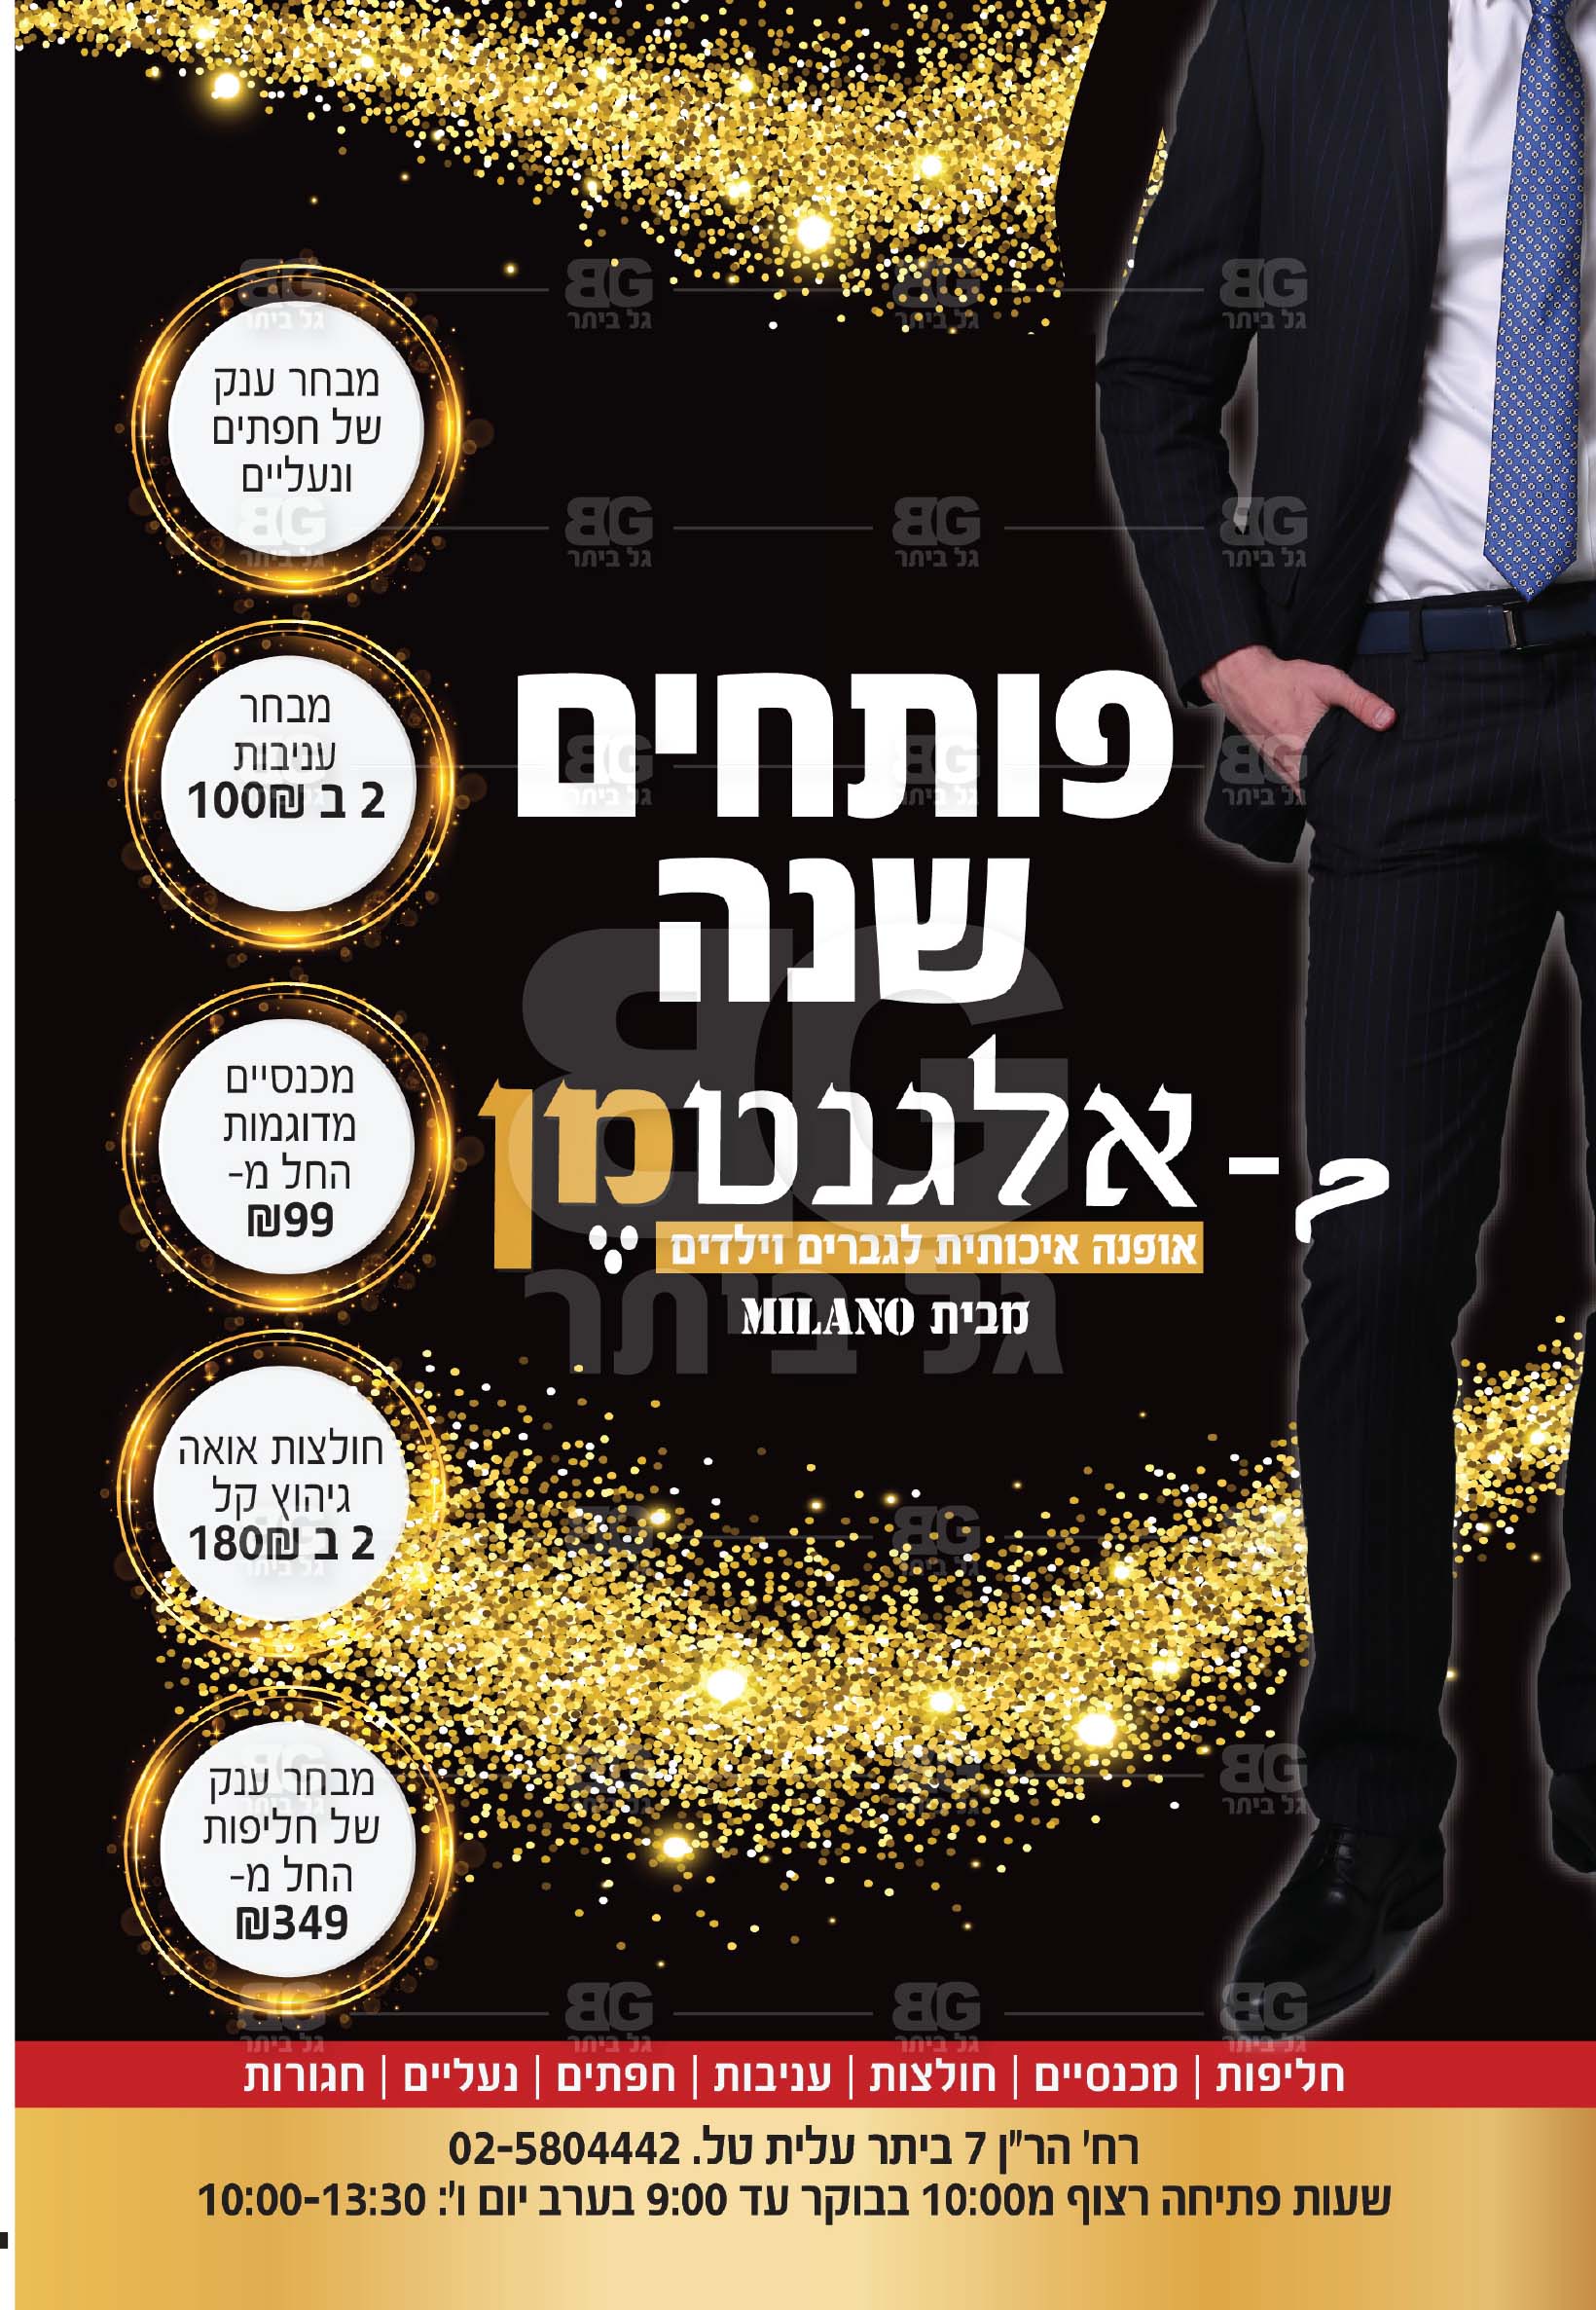 מבחר ענק
של חפתים
ונעליים
מבחר
עניבות
2 ב 100₪
מכנסיים
מדוגמות
החל מ-
99₪
חולצות אואה
גיהוץ קל
2 ב 180₪
מבחר ענק
של חליפות
החל מ-
349₪
פותחים
שנה
ב-אלגנטמן
אופנה איכותית לגברים וילדים
מבית MILANO
חליפות | מכנסיים | חולצות | עניבות | חפתים | נעליים | חגורות
רח' הר"ן 7 ביתר עלית טל. 02-5804442
שעות פתיחה רצוף מ10:00 בבוקר עד 9:00 בערב יום ו': 10:00-13:30
BG
גל ביתר